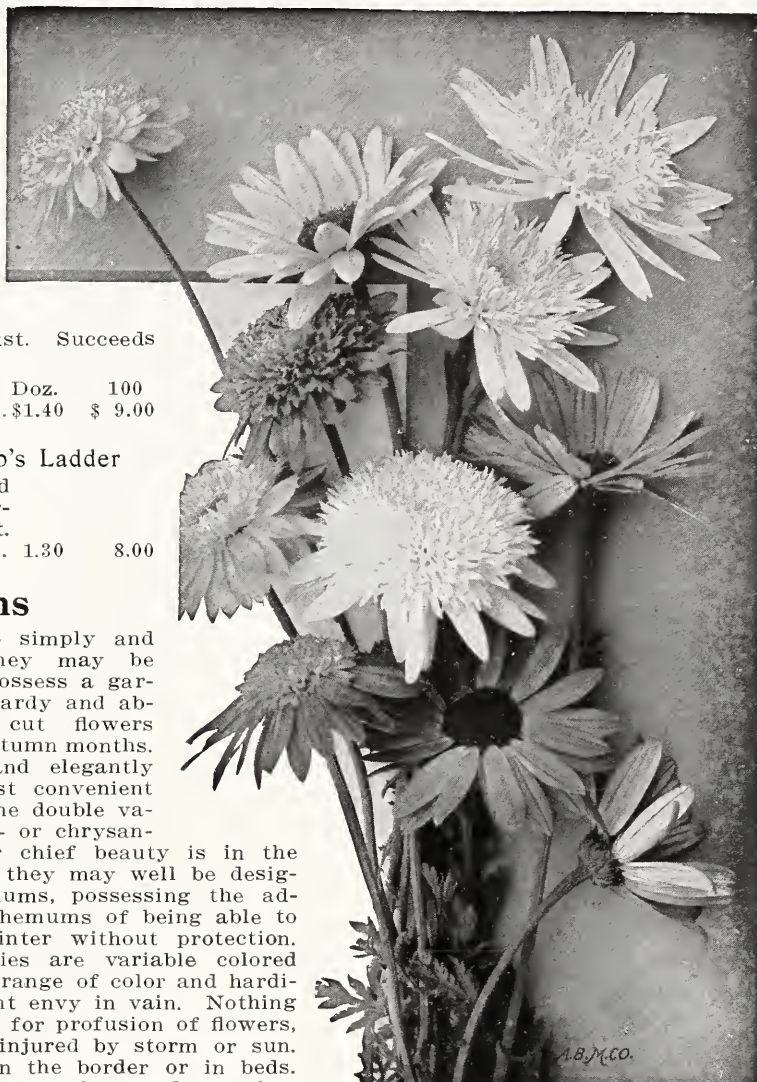 Succeeds
Doz. 100
.$1.40 $ 9.00
's Ladder
. 1.30 8.00
simply and
may be
ossess a gar-
ardy and ab-
cut flowers
tumn months.
nd elegantly
st convenient
double va-
- or chrysan-
chief beauty is in the
they may well be desig-
ums, possessing the ad-
hemums of being able to
inter without protection.
ies are variable colored
range of color and hardi-
nt envy in vain. Nothing
for profusion of flowers,
injured by storm or sun.
n the border or in beds.
A.B.M.CO.